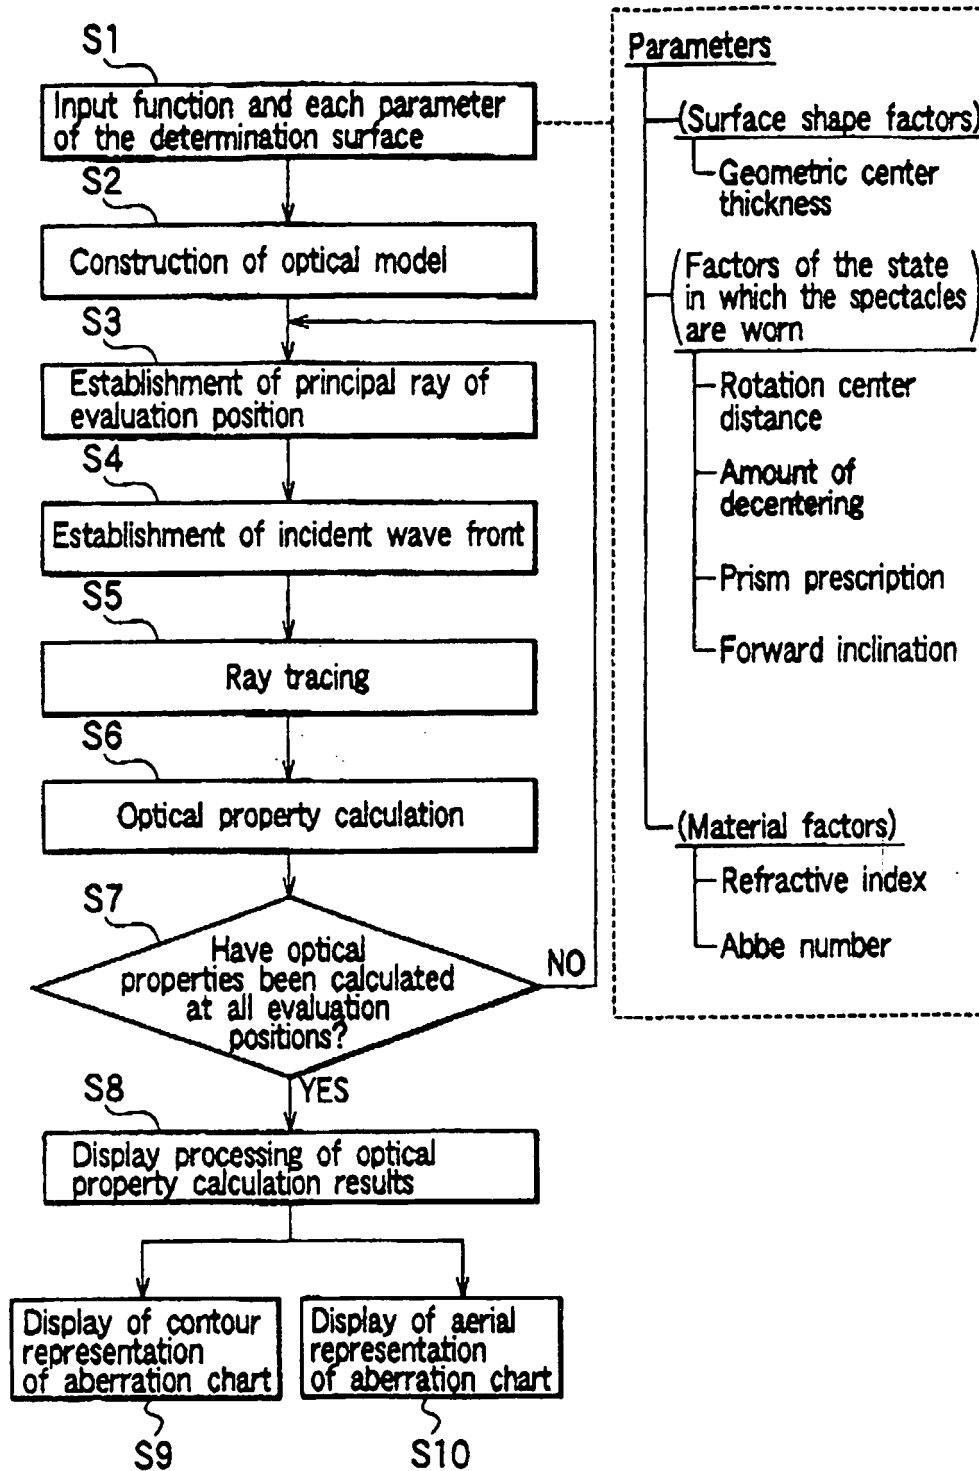 S1
Input function and each parameter
of the determination surface
S2
Construction of optical model
S3
Establishment of principal ray of
evaluation position
S4
Establishment of incident wave front
S5
Ray tracing
S6
Optical property calculation
S7
Have optical
properties been calculated
at all evaluation
positions?
NO
YES
S8
Display processing of optical
property calculation results
Display of contour
representation
of aberration chart
S9
Display of aerial
representation
of aberration chart
S10
Parameters
(Surface shape factors)
Geometric center
thickness
(Factors of the state
in which the spectacles
are worn)
Rotation center
distance
Amount of
decentering
Prism prescription
Forward inclination
(Material factors)
Refractive index
Abbe number